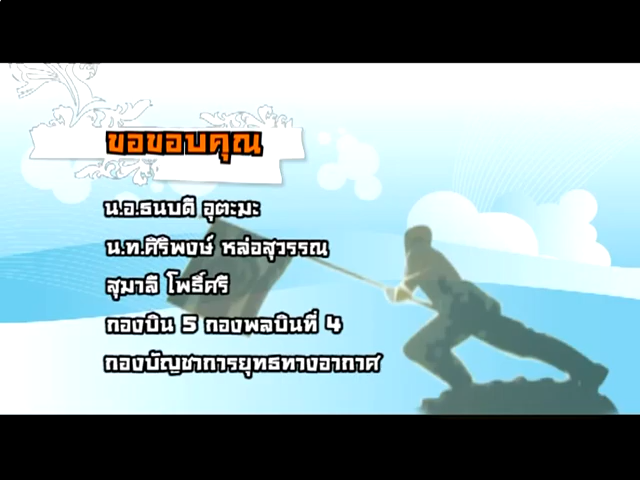 ขอขอบคุณ
น.อ.ธนบดี อุตะมะ
น.ท.ศิริพงษ์ หล่อสุวรรณ
สุมาลี โพธิ์ศรี
กองบิน 5 กองพลบินที่ 4
กองบัญชาการยุทธทางอากาศ